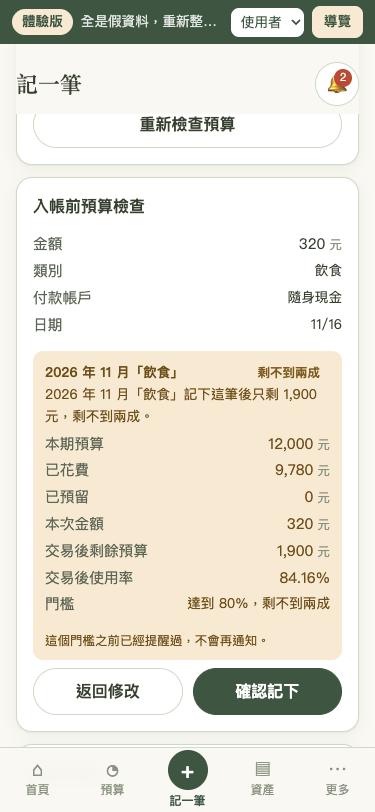 體驗版 全是假資料，重新整… 使用者 導覽
記一筆 2
重新檢查預算
入帳前預算檢查
金額 320 元
類別 飲食
付款帳戶 隨身現金
日期 11/16
2026 年 11 月「飲食」 剩不到兩成
2026 年 11 月「飲食」記下這筆後只剩 1,900
元，剩不到兩成。
本期預算 12,000 元
已花費 9,780 元
已預留 0 元
本次金額 320 元
交易後剩餘預算 1,900 元
交易後使用率 84.16%
門檻 達到 80%，剩不到兩成
這個門檻之前已經提醒過，不會再通知。
返回修改 確認記下
首頁 預算 記一筆 資產 更多